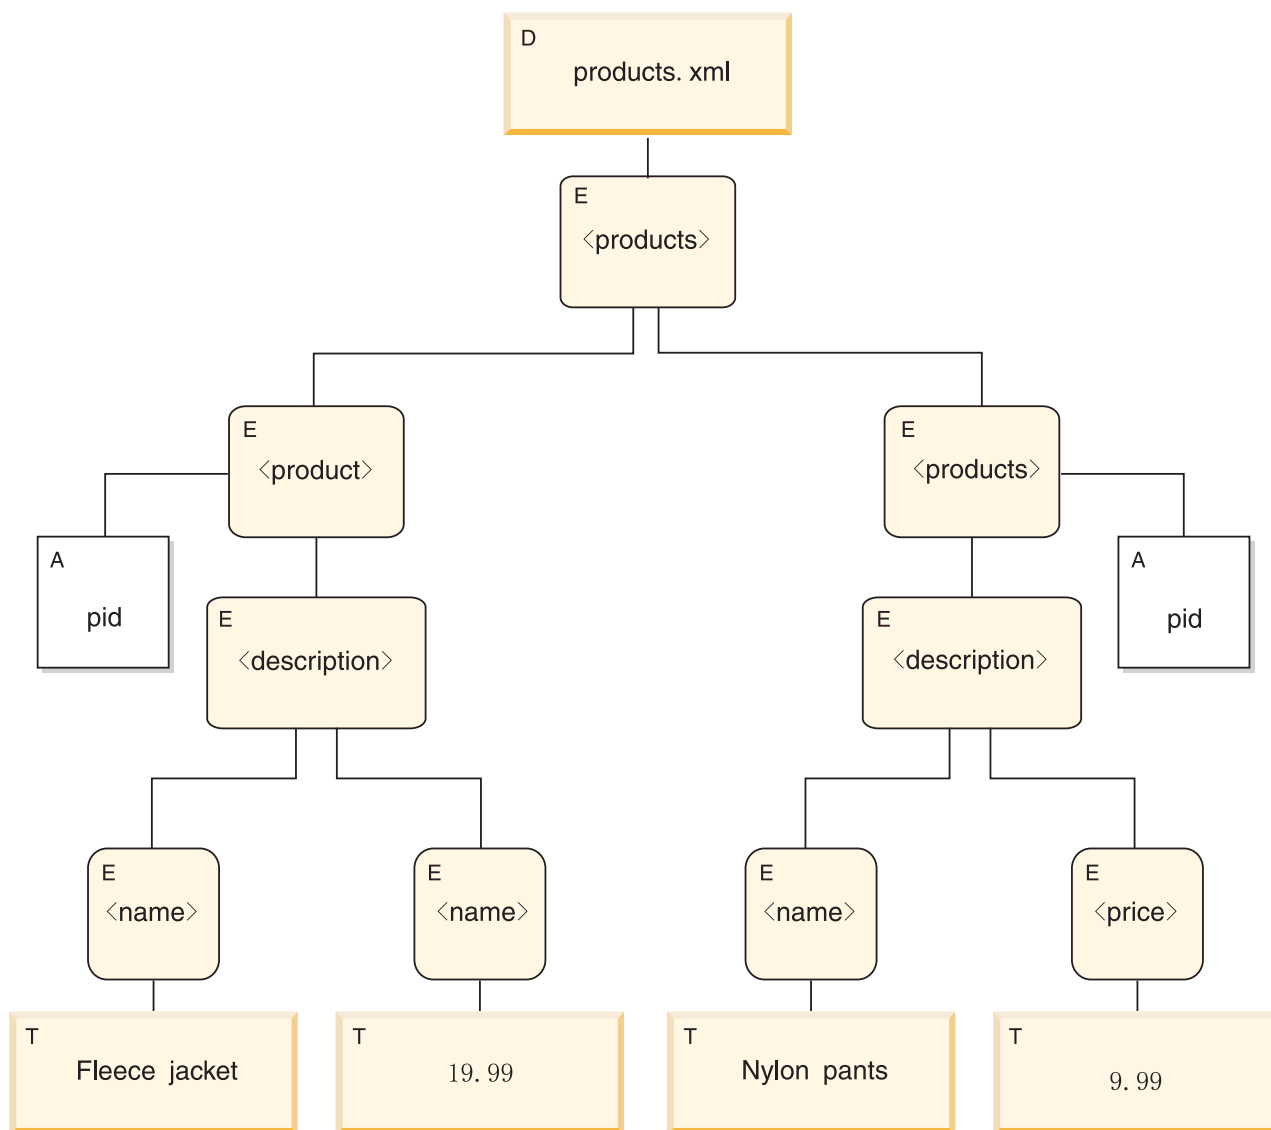 D
products. xml
E
<products>
E
<product>
E
<products>
A
pid
A
pid
E
<description>
E
<description>
E
<name>
E
<name>
E
<name>
E
<price>
T
Fleece jacket
T
19.99
T
Nylon pants
T
9.99